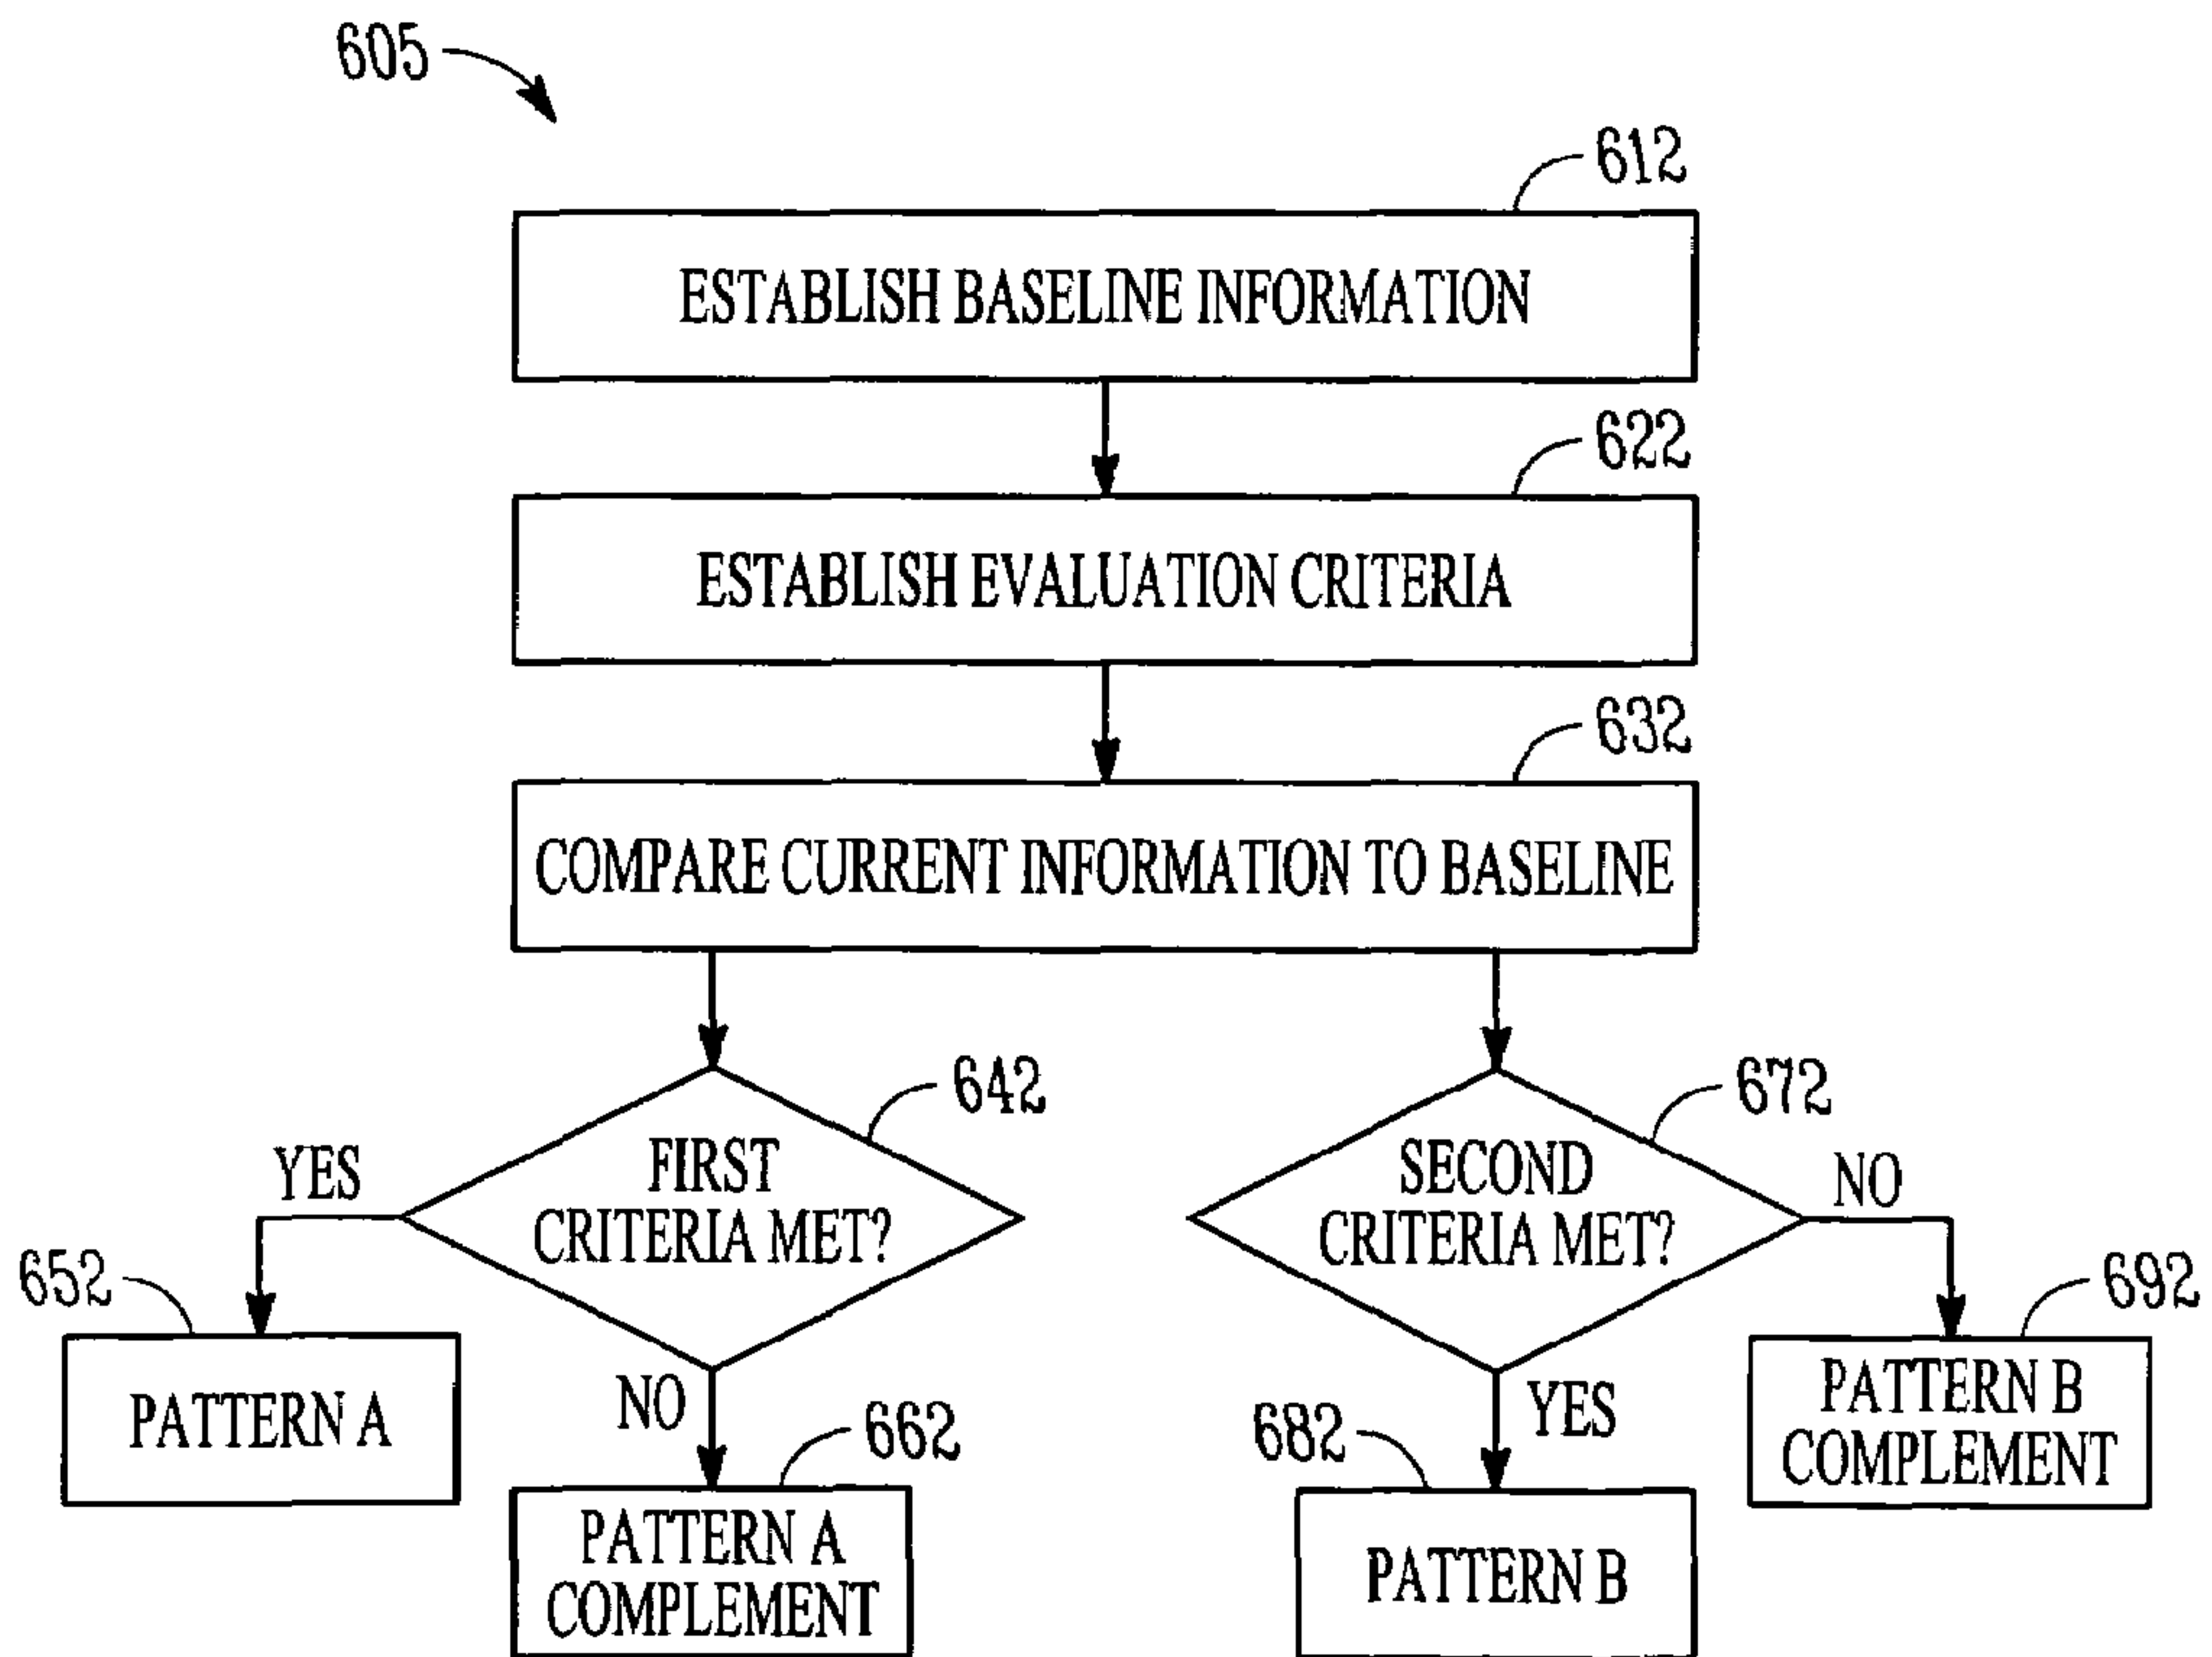 605
612
ESTABLISH BASELINE INFORMATION
622
ESTABLISH EVALUATION CRITERIA
632
COMPARE CURRENT INFORMATION TO BASELINE
642
FIRST
CRITERIA MET?
YES
652
PATTERN A
NO
662
PATTERN A
COMPLEMENT
672
SECOND
CRITERIA MET?
NO
692
PATTERN B
COMPLEMENT
YES
682
PATTERN B